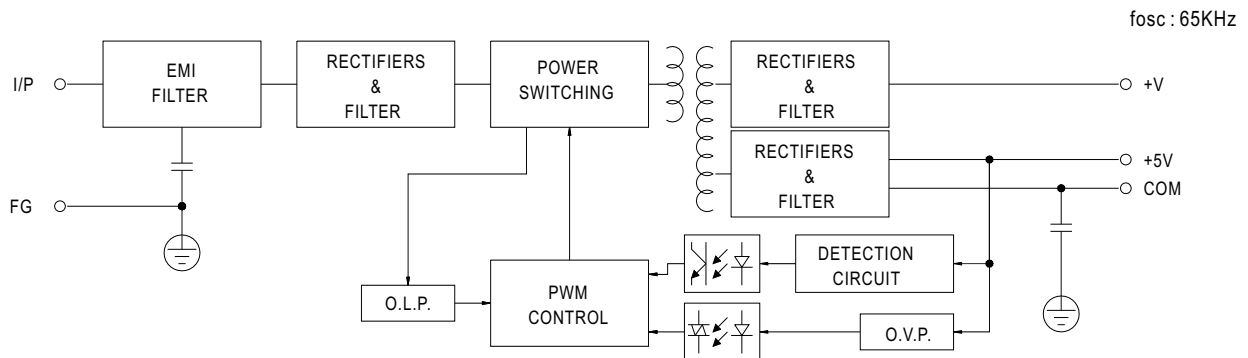 fosc : 65KHz
I/P
EMI
FILTER
RECTIFIERS
&
FILTER
POWER
SWITCHING
RECTIFIERS
&
FILTER
+V
RECTIFIERS
&
FILTER
+5V
COM
FG
O.L.P.
PWM
CONTROL
DETECTION
CIRCUIT
O.V.P.